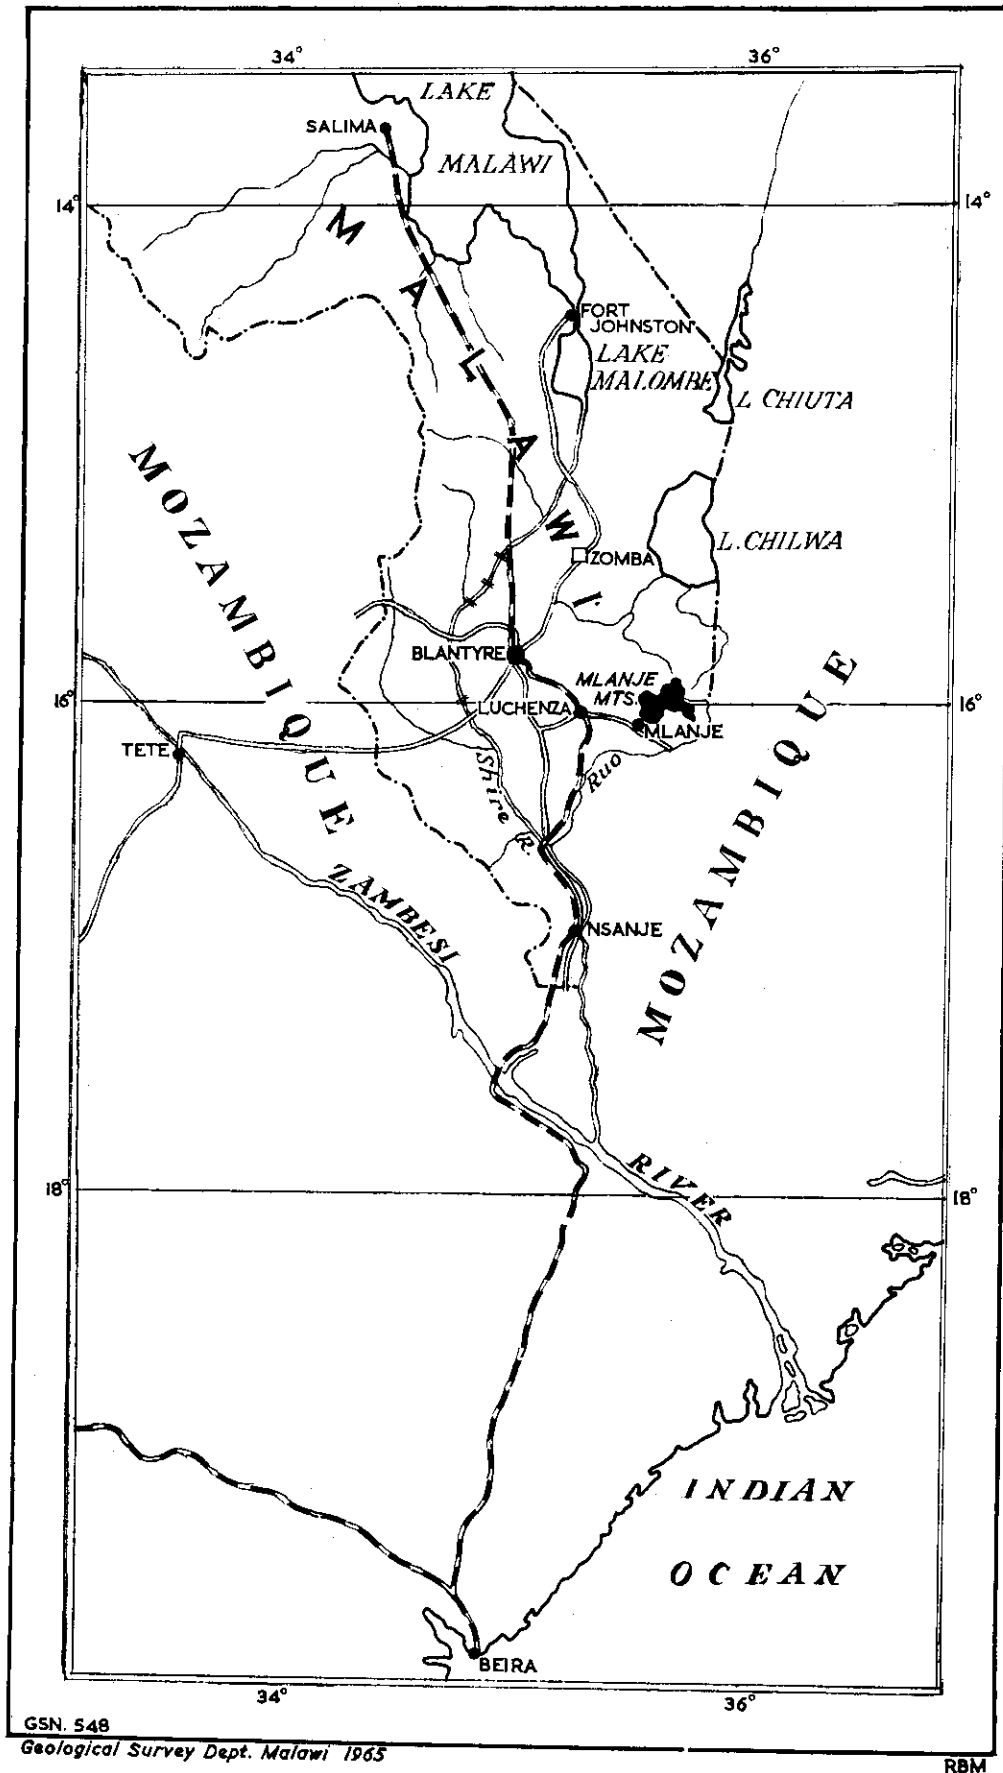 34° 36°
LAKE
SALIMA
MALAWI
14° 14°
MALAWI
FORT
JOHNSTON
LAKE
MALOMBE
L. CHIUTA
MOZAMBIQUE
L. CHILWA
ZOMBA
BLANTYRE
MLANJE
MTS.
LUCHENZA
16° 16°
MLANJE
TETE
Shire R.
Ruo
MOZAMBIQUE
ZAMBESI
NSANJE
RIVER
18° 18°
INDIAN
OCEAN
BEIRA
34° 36°
GSN. 548
Geological Survey Dept. Malawi 1965
RBM